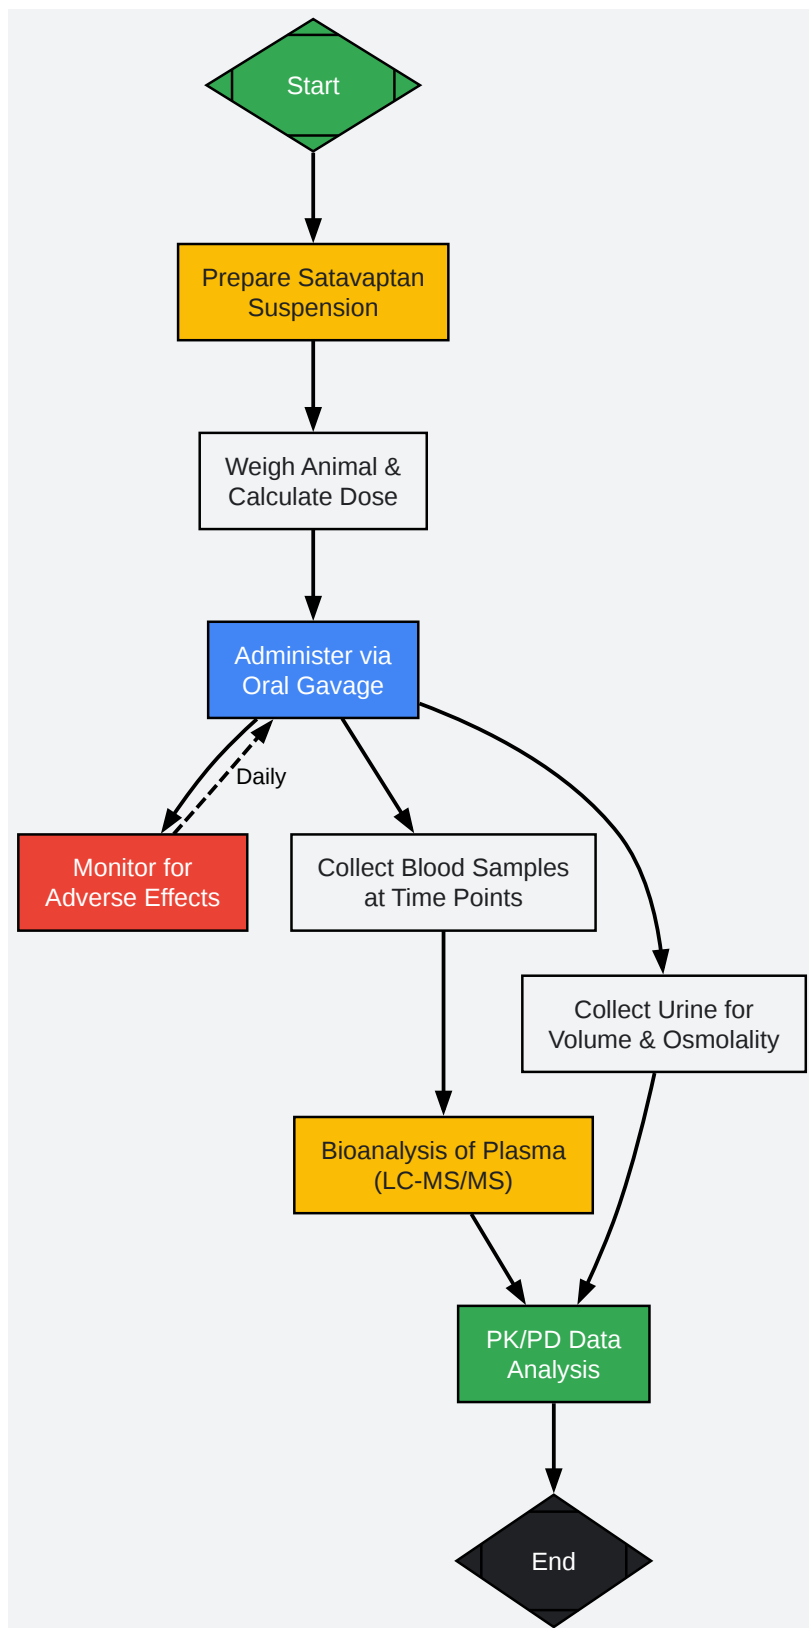 Start
Prepare Satavaptan
Suspension
Weigh Animal &
Calculate Dose
Administer via
Oral Gavage
Daily
Monitor for
Adverse Effects
Collect Blood Samples
at Time Points
Collect Urine for
Volume & Osmolality
Bioanalysis of Plasma
(LC-MS/MS)
PK/PD Data
Analysis
End